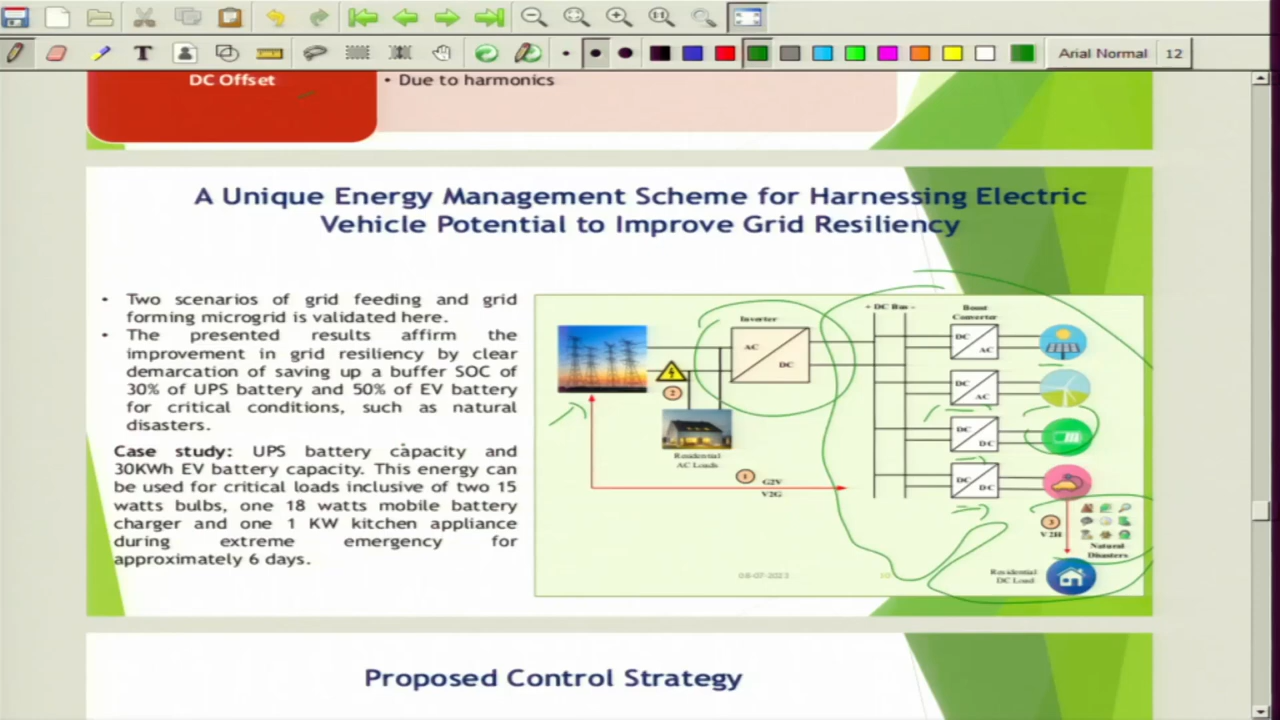 Arial Normal 12
DC Offset
• Due to harmonics
A Unique Energy Management Scheme for Harnessing Electric
Vehicle Potential to Improve Grid Resiliency
• Two scenarios of grid feeding and grid
forming microgrid is validated here.
• The presented results affirm the
improvement in grid resiliency by clear
demarcation of saving up a buffer SOC of
30% of UPS battery and 50% of EV battery
for critical conditions, such as natural
disasters.
Case study: UPS battery capacity and
30KWh EV battery capacity. This energy can
be used for critical loads inclusive of two 15
watts bulbs, one 18 watts mobile battery
charger and one 1 KW kitchen appliance
during extreme emergency for
approximately 6 days.
Inverter
AC
DC
+ DC Bus -
Boost
Converter
DC
AC
DC
AC
DC
DC
DC
DC
2
Residential
AC Loads
1
G2V
V2G
3
V2H
Natural
Disasters
Residential
DC Load
08-07-2023
10
Proposed Control Strategy